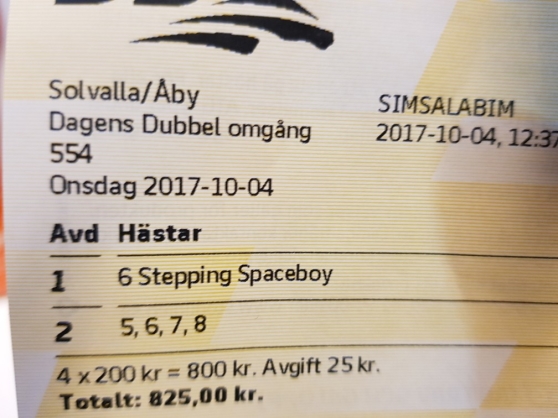 Solvalla/Åby
Dagens Dubbel omgång
554
Onsdag 2017-10-04
SIMSALABIM
2017-10-04, 12:37
Avd Hästar
1 6 Stepping Spaceboy
2 5, 6, 7, 8
4 x 200 kr = 800 kr. Avgift 25 kr.
Totalt: 825,00 kr.